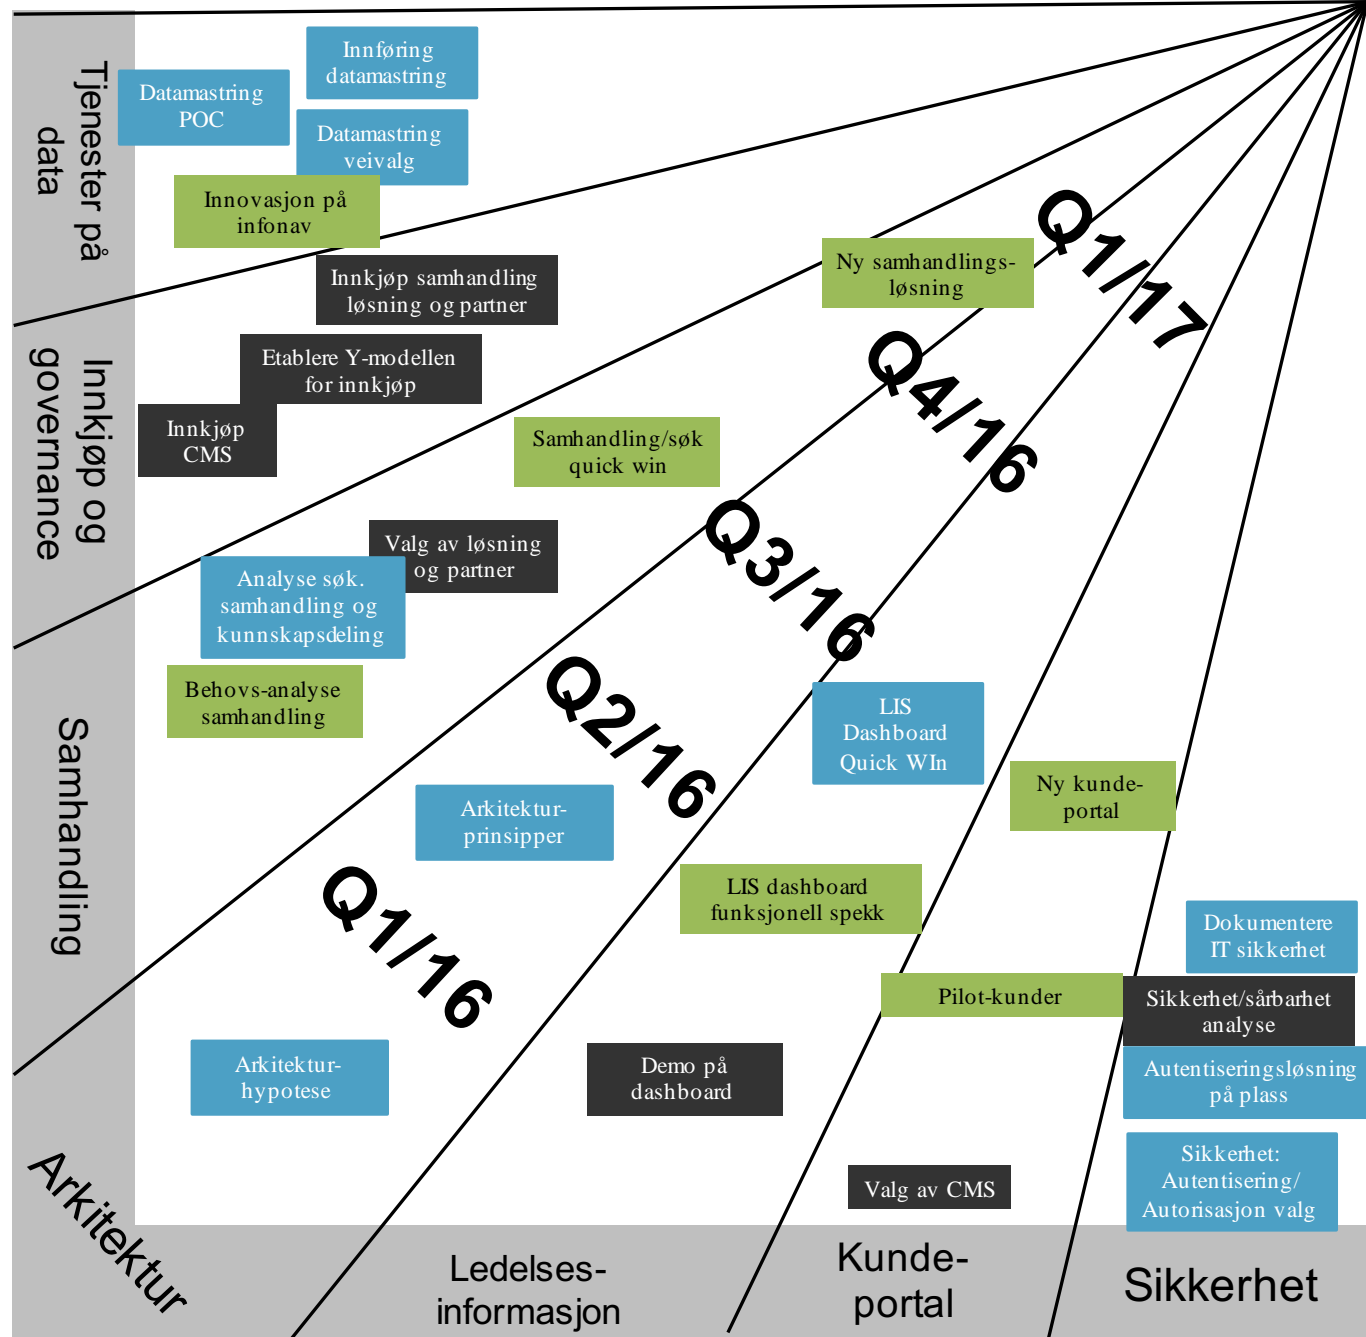 Tjenester på
data
Innføring
datamastring
Datamastring
POC
Datamastring
veivalg
Innovasjon på
infonav
Innkjøp og
governance
Innkjøp samhandling
løsning og partner
Etablere Y-modellen
for innkjøp
Innkjøp
CMS
Samhandling
Ny samhandlings-
løsning
Samhandling/søk
quick win
Valg av løsning
og partner
Analyse søk.
samhandling og
kunnskapsdeling
Behovs-analyse
samhandling
Q1/17
Q4/16
Q3/16
Q2/16
Q1/16
Arkitektur-
prinsipper
Arkitektur-
hypotese
Arkitektur
LIS
Dashboard
Quick WIn
LIS dashboard
funksjonell spekk
Demo på
dashboard
Ledelses-
informasjon
Ny kunde-
portal
Pilot-kunder
Valg av CMS
Kunde-
portal
Dokumentere
IT sikkerhet
Sikkerhet/sårbarhet
analyse
Autentiseringsløsning
på plass
Sikkerhet:
Autentisering/
Autorisasjon valg
Sikkerhet